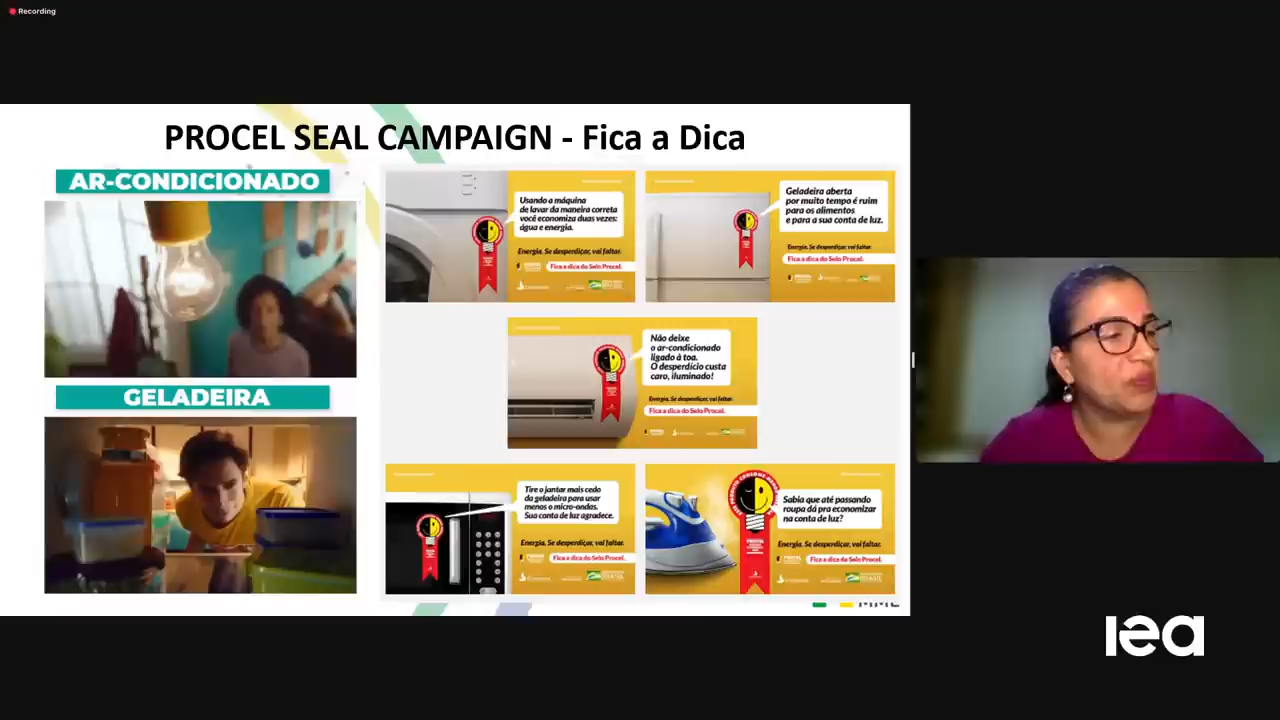 Recording
PROCEL SEAL CAMPAIGN - Fica a Dica
AR-CONDICIONADO
GELADEIRA
Usando a máquina
de lavar da maneira correta
você economiza duas vezes:
água e energia.
Energia. Se desperdiçar, vai faltar.
Fica a dica do Selo Procel.
BRASIL
Geladeira aberta
por muito tempo é ruim
para os alimentos
e para a sua conta de luz.
Energia. Se desperdiçar, vai faltar.
Fica a dica do Selo Procel.
BRASIL
Não deixe
o ar-condicionado
ligado à toa.
O desperdício custa
caro, iluminado!
Energia. Se desperdiçar, vai faltar.
Fica a dica do Selo Procel.
Tire o jantar mais cedo
da geladeira para usar
menos o micro-ondas.
Sua conta de luz agradece.
Energia. Se desperdiçar, vai faltar.
Fica a dica do Selo Procel.
BRASIL
Sabia que até passando
roupa dá pra economizar
na conta de luz?
Energia. Se desperdiçar, vai faltar.
Fica a dica do Selo Procel.
BRASIL
PROCEL
MME
iea